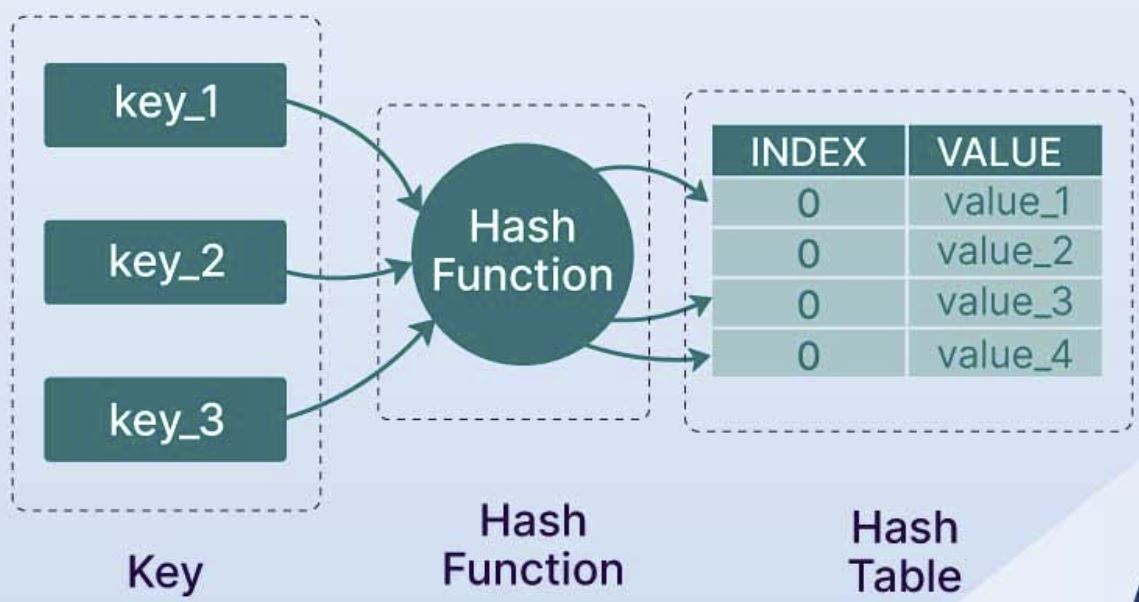 key_1
key_2
key_3
Hash
Function
INDEX VALUE
0 value_1
0 value_2
0 value_3
0 value_4
Key
Hash
Function
Hash
Table